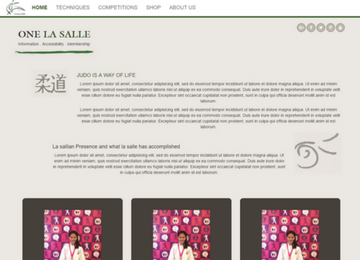 HOME TECHNIQUES COMPETITIONS SHOP ABOUT US
ONE LA SALLE
Information Accessibility Membership
柔道
JUDO IS A WAY OF LIFE
Lorem ipsum dolor sit amet, consectetur adipisicing elit, sed do eiusmod tempor incididunt ut labore et dolore magna aliqua. Ut enim ad minim
veniam, quis nostrud exercitation ullamco laboris nisi ut aliquip ex ea commodo consequat. Duis aute irure dolor in reprehenderit in voluptate velit
esse cillum dolore eu fugiat nulla pariatur. Excepteur sint occaecat cupidatat non proident, sunt in culpa qui officia deserunt mollit anim id est
laborum.
Lorem ipsum dolor sit amet, consectetur adipisicing elit, sed do eiusmod tempor incididunt ut labore et dolore magna aliqua. Ut enim ad minim
veniam, quis nostrud exercitation ullamco laboris nisi ut aliquip ex ea commodo consequat. Duis aute irure dolor in reprehenderit in voluptate velit
esse cillum dolore eu fugiat nulla pariatur. Excepteur sint occaecat cupidatat non proident, sunt in culpa qui officia deserunt mollit anim id est
laborum.
La sallian Presence and what la salle has accomplished
Lorem ipsum dolor sit amet, consectetur adipisicing elit, sed do eiusmod tempor incididunt ut labore et dolore magna aliqua. Ut enim ad
minim veniam, quis nostrud exercitation ullamco laboris nisi ut aliquip ex ea commodo consequat. Duis aute irure dolor in reprehenderit in
voluptate velit esse cillum dolore eu fugiat nulla pariatur. Excepteur sint occaecat cupidatat non proident, sunt in culpa qui officia
deserunt mollit anim id est laborum.